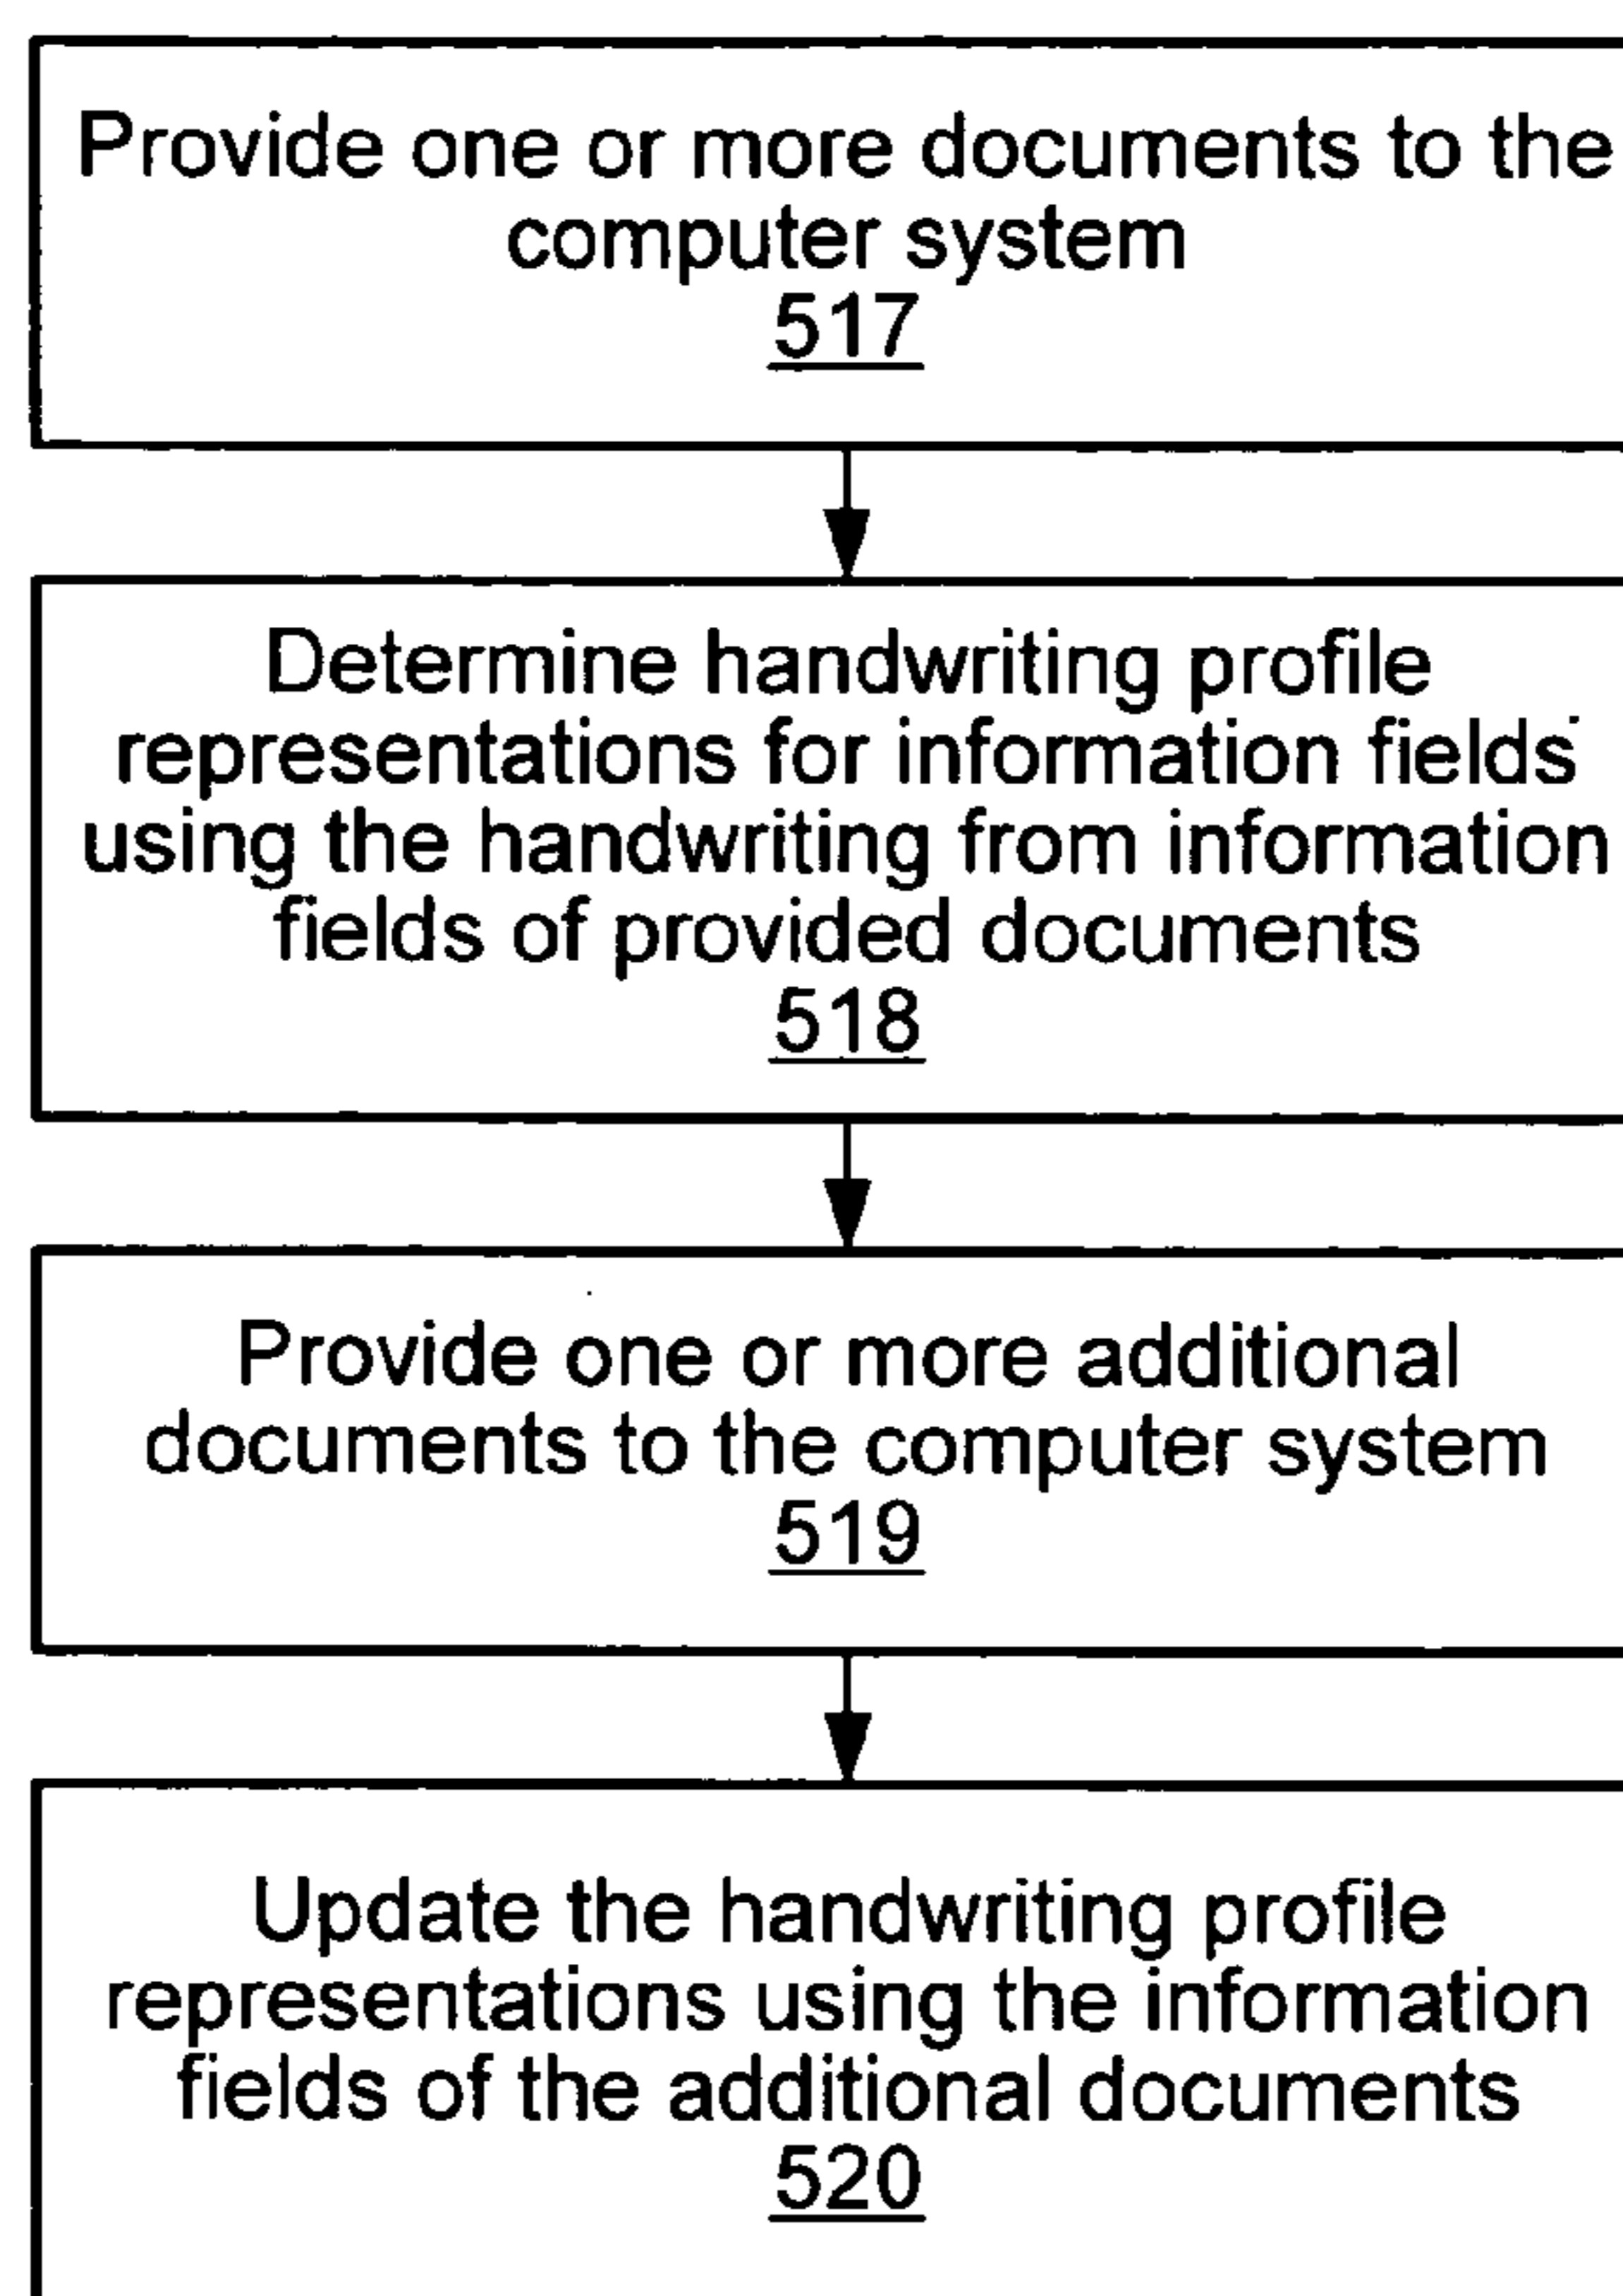 Provide one or more documents to the
computer system
517
Determine handwriting profile
representations for information fields
using the handwriting from information
fields of provided documents
518
Provide one or more additional
documents to the computer system
519
Update the handwriting profile
representations using the information
fields of the additional documents
520